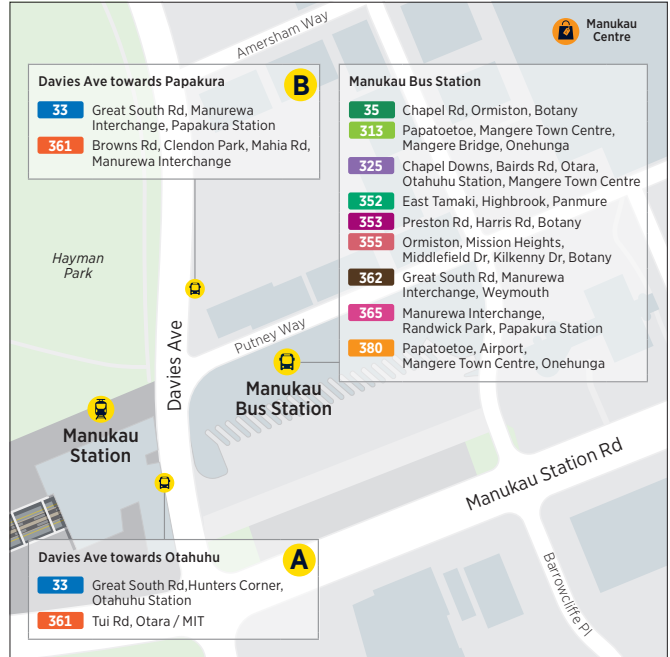 Amersham Way
Manukau
Centre
Davies Ave towards Papakura
B
33 Great South Rd, Manurewa
Interchange, Papakura Station
361 Browns Rd, Clendon Park, Mahia Rd,
Manurewa Interchange
Manukau Bus Station
35 Chapel Rd, Ormiston, Botany
313 Papatoetoe, Mangere Town Centre,
Mangere Bridge, Onehunga
325 Chapel Downs, Bairds Rd, Otara,
Otahuhu Station, Mangere Town Centre
352 East Tamaki, Highbrook, Panmure
353 Preston Rd, Harris Rd, Botany
355 Ormiston, Mission Heights,
Middlefield Dr, Kilkenny Dr, Botany
362 Great South Rd, Manurewa
Interchange, Weymouth
365 Manurewa Interchange,
Randwick Park, Papakura Station
380 Papatoetoe, Airport,
Mangere Town Centre, Onehunga
Hayman
Park
Davies Ave
Putney Way
Manukau
Bus Station
Manukau
Station
Manukau Station Rd
Barrowcliffe Pl
Davies Ave towards Otahuhu
A
33 Great South Rd,Hunters Corner,
Otahuhu Station
361 Tui Rd, Otara / MIT